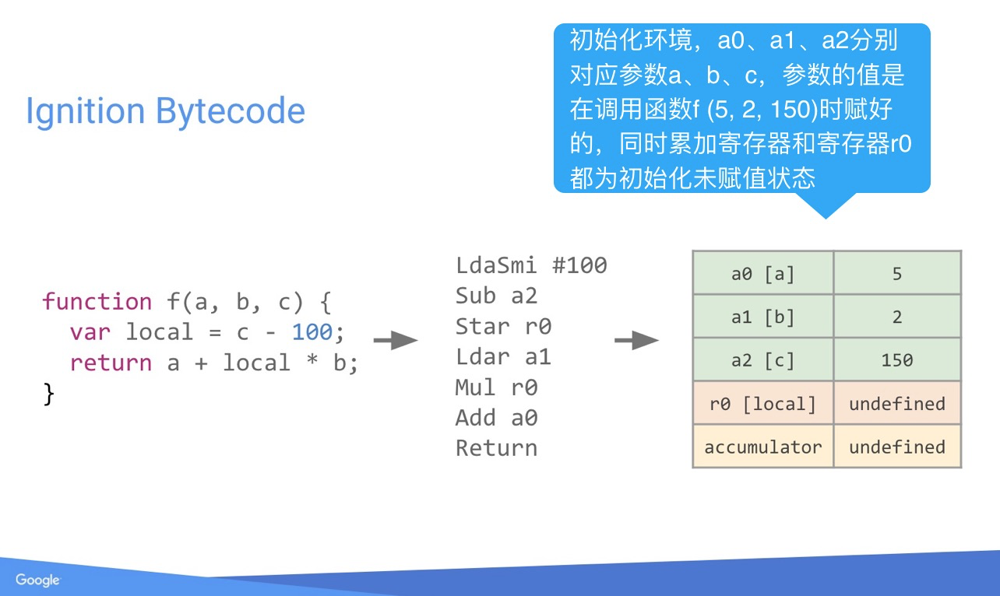 初始化环境，a0、a1、a2分别
对应参数a、b、c，参数的值是
在调用函数f (5, 2, 150)时赋好
的，同时累加寄存器和寄存器r0
都为初始化未赋值状态
Ignition Bytecode
function f(a, b, c) {
var local = c - 100;
return a + local * b;
}
LdaSmi #100
Sub a2
Star r0
Ldar a1
Mul r0
Add a0
Return
a0 [a] 5
a1 [b] 2
a2 [c] 150
r0 [local] undefined
accumulator undefined
Google